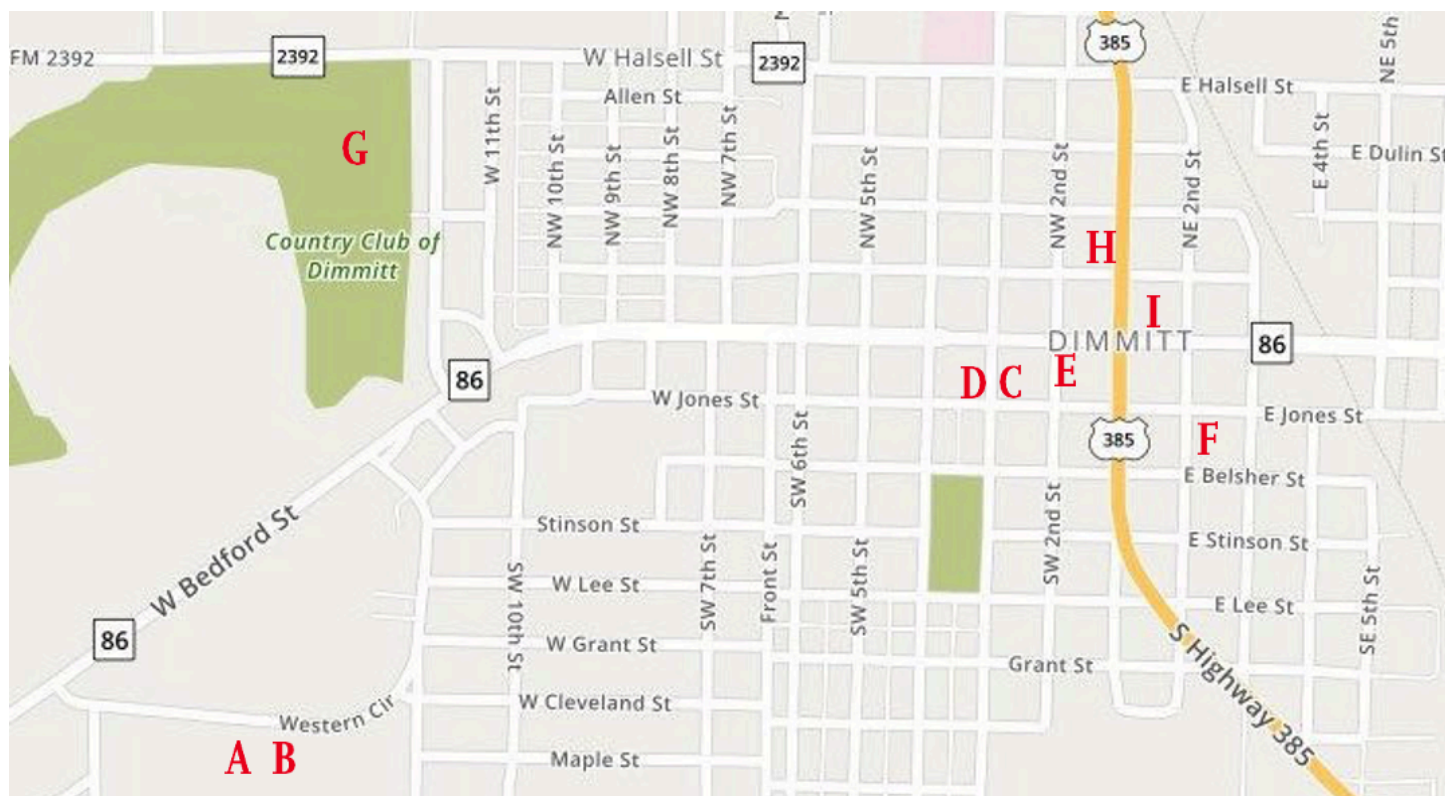 FM 2392
2392
W Halsell St
2392
385
NE 5th
E Halsell St
Allen St
W 11th St
NW 10th St
NW 9th St
NW 8th St
NW 7th St
NW 5th St
NW 2nd St
NE 2nd St
E 4th St
E Dulin St
G
Country Club of
Dimmitt
H
I
DIMMITT
86
86
D
C
E
W Jones St
E Jones St
385
F
SW 6th St
E Belsher St
W Bedford St
Stinson St
SW 2nd St
E Stinson St
SW 10th St
W Lee St
SW 7th St
Front St
SW 5th St
E Lee St
SE 5th St
86
W Grant St
Grant St
S Highway 385
Western Cir
W Cleveland St
A
B
Maple St